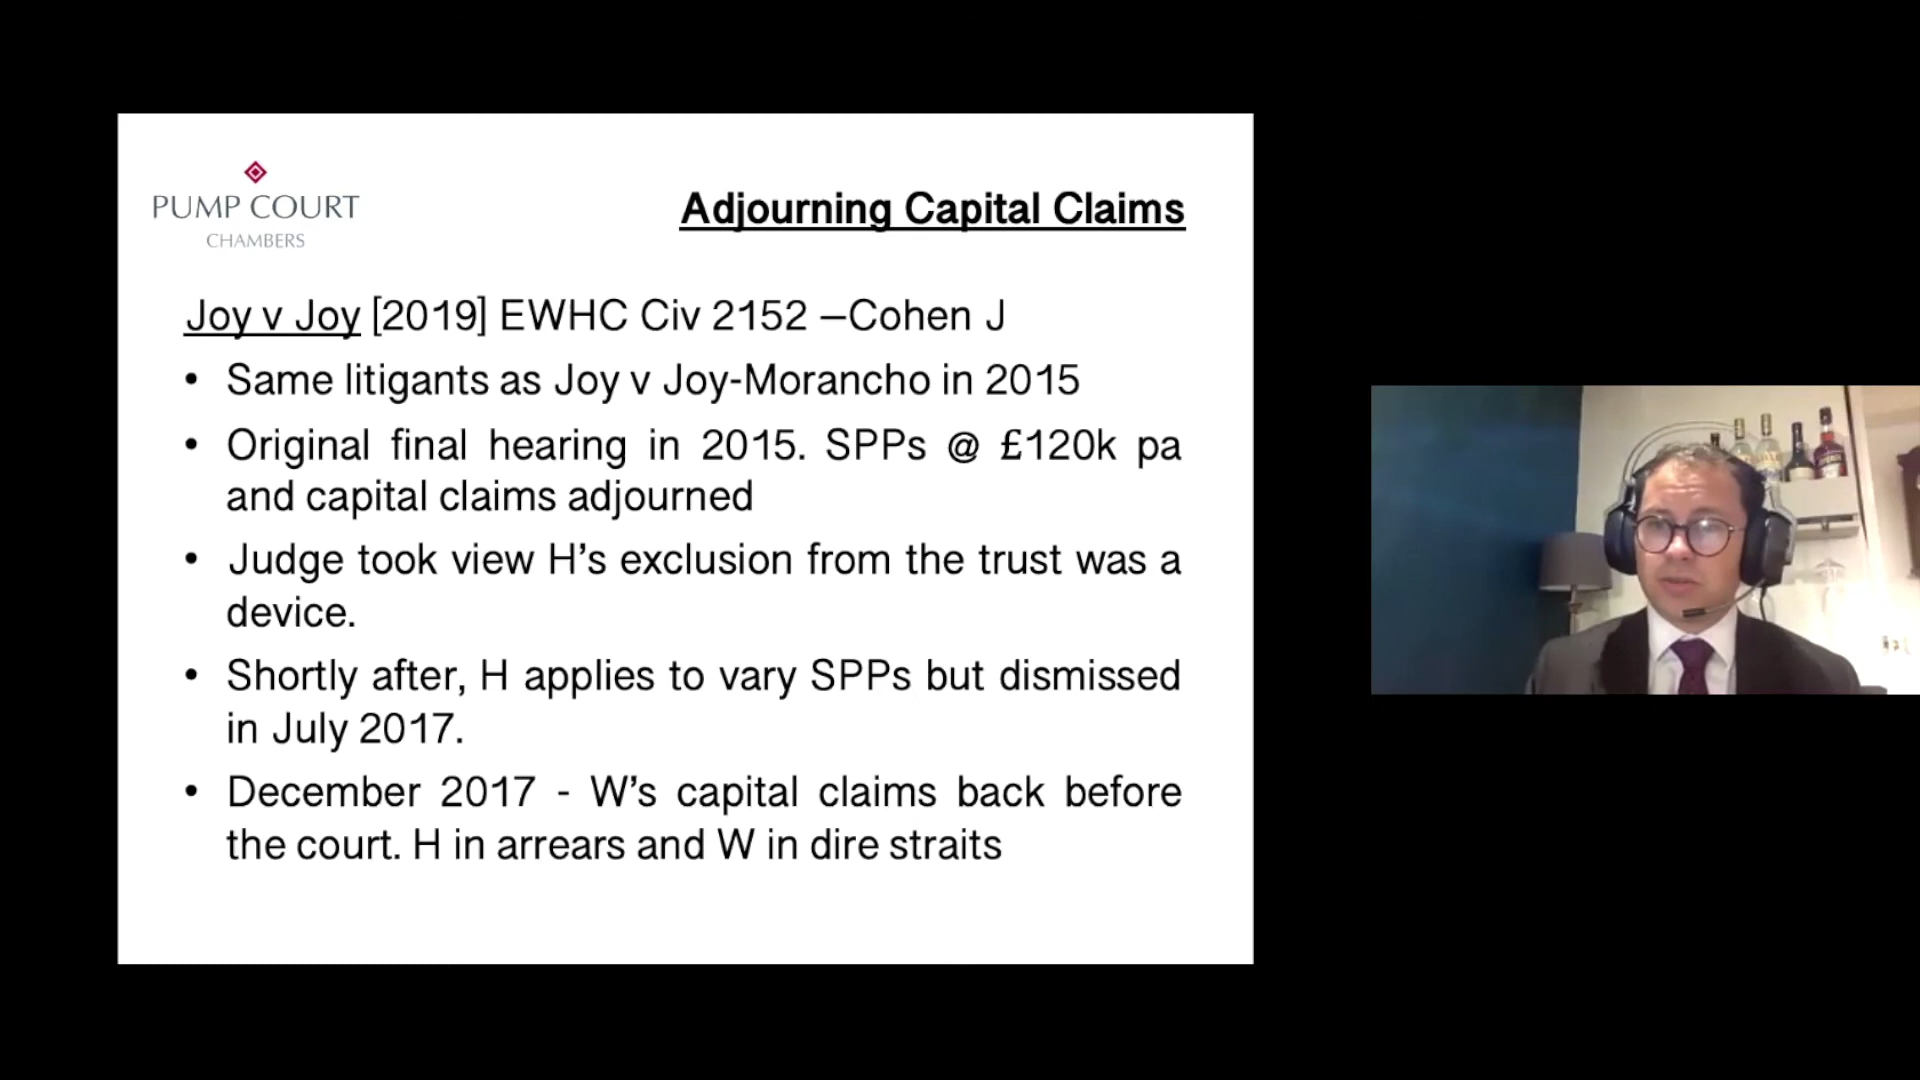 PUMP COURT
CHAMBERS
Adjourning Capital Claims
Joy v Joy [2019] EWHC Civ 2152 –Cohen J
• Same litigants as Joy v Joy-Morancho in 2015
• Original final hearing in 2015. SPPs @ £120k pa
and capital claims adjourned
• Judge took view H’s exclusion from the trust was a
device.
• Shortly after, H applies to vary SPPs but dismissed
in July 2017.
• December 2017 - W’s capital claims back before
the court. H in arrears and W in dire straits